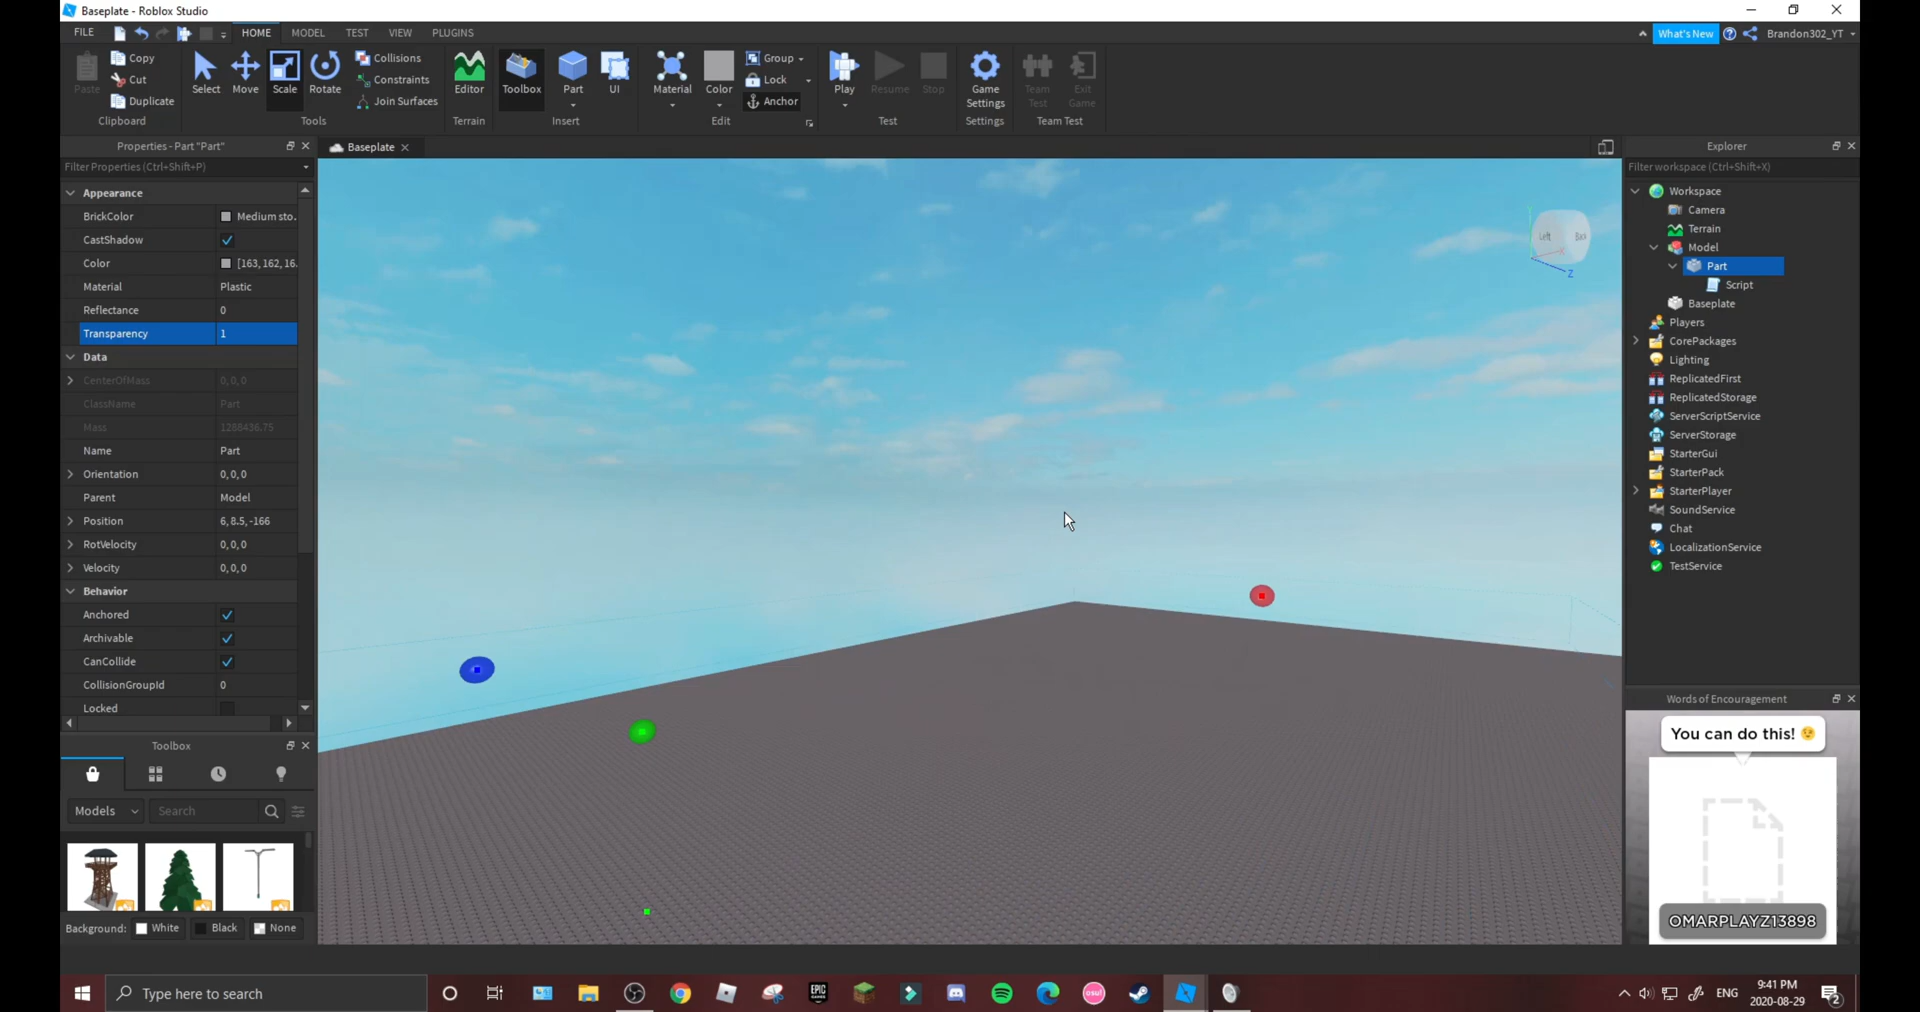 Baseplate - Roblox Studio
FILE HOME MODEL TEST VIEW PLUGINS What's New Brandon302_YT
Paste Copy Cut Duplicate Clipboard
Select Move Scale Rotate Collisions Constraints Join Surfaces Tools
Editor Terrain
Toolbox Part UI Insert
Material Color Group Lock Anchor Edit
Play Resume Stop Test
Game Settings Settings
Team Test Exit Game Team Test
Properties - Part "Part"
Filter Properties (Ctrl+Shift+P)
Appearance
BrickColor Medium sto.
CastShadow
Color [163, 162, 16.
Material Plastic
Reflectance 0
Transparency 1
Data
CenterOfMass 0, 0, 0
ClassName Part
Mass 1288436.75
Name Part
Orientation 0, 0, 0
Parent Model
Position 6, 8.5, -166
RotVelocity 0, 0, 0
Velocity 0, 0, 0
Behavior
Anchored
Archivable
CanCollide
CollisionGroupId 0
Locked
Toolbox
Models Search
Background: White Black None
Baseplate
Left Back
X
Z
Explorer
Filter workspace (Ctrl+Shift+X)
Workspace
Camera
Terrain
Model
Part
Script
Baseplate
Players
CorePackages
Lighting
ReplicatedFirst
ReplicatedStorage
ServerScriptService
ServerStorage
StarterGui
StarterPack
StarterPlayer
SoundService
Chat
LocalizationService
TestService
Words of Encouragement
You can do this! 😉
OMARPLAYZ13898
Type here to search
EPIC GAMES
osu!
ENG
9:41 PM
2020-08-29
2